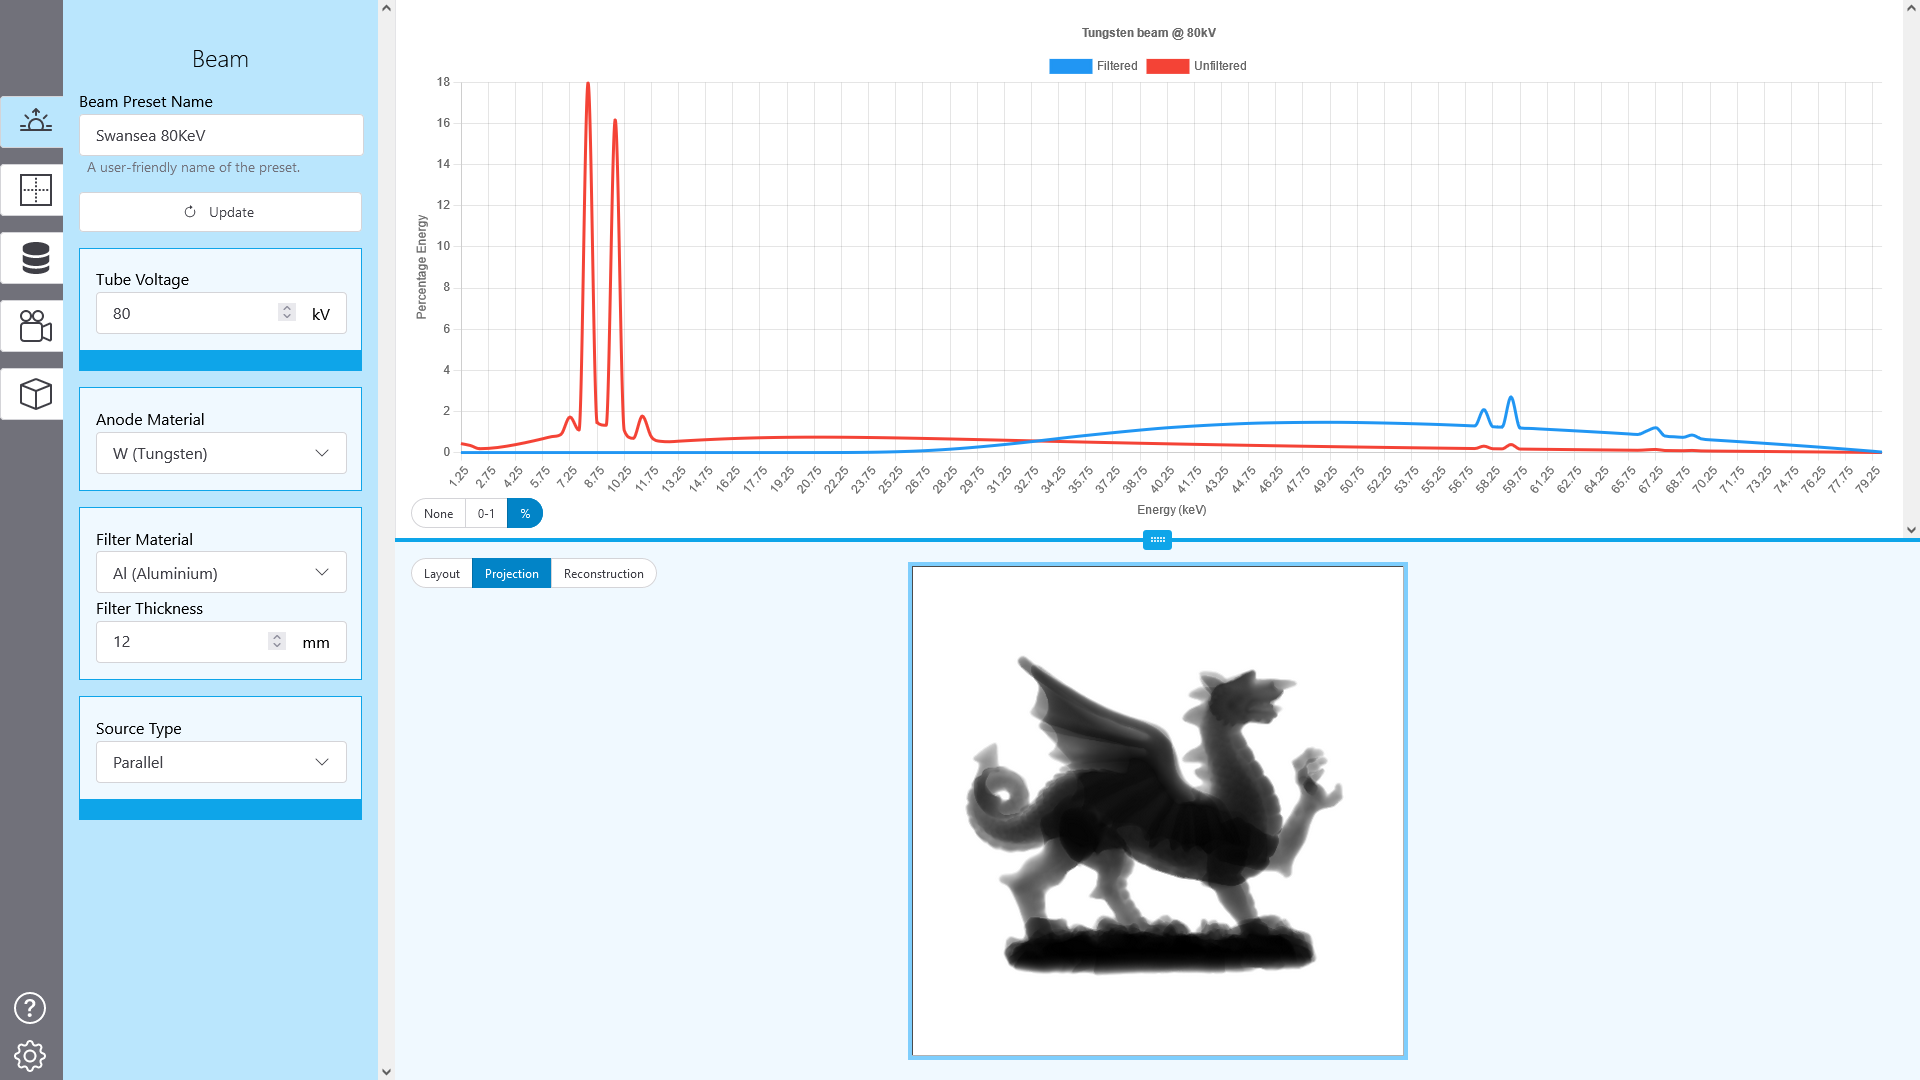 Beam
Beam Preset Name
Swansea 80KeV
A user-friendly name of the preset.
Update
Tube Voltage
80 kV
Anode Material
W (Tungsten)
Filter Material
Al (Aluminium)
Filter Thickness
12 mm
Source Type
Parallel
?
Tungsten beam @ 80kV
Filtered Unfiltered
Percentage Energy
18
16
14
12
10
8
6
4
2
0
1.25 2.75 4.25 5.75 7.25 8.75 10.25 11.75 13.25 14.75 16.25 17.75 19.25 20.75 22.25 23.75 25.25 26.75 28.25 29.75 31.25 32.75 34.25 35.75 37.25 38.75 40.25 41.75 43.25 44.75 46.25 47.75 49.25 50.75 52.25 53.75 55.25 56.75 58.25 59.75 61.25 62.75 64.25 65.75 67.25 68.75 70.25 71.75 73.25 74.75 76.25 77.75 79.25
Energy (keV)
None 0-1 %
Layout Projection Reconstruction